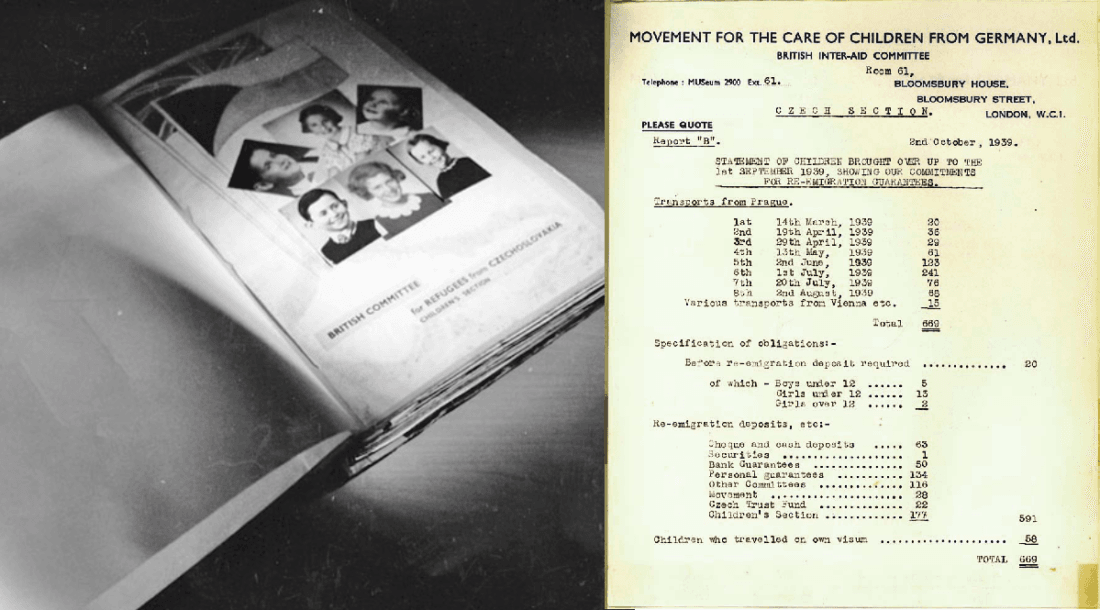 BRITISH COMMITTEE
for REFUGEES from CZECHOSLOVAKIA
CHILDREN'S SECTION
MOVEMENT FOR THE CARE OF CHILDREN FROM GERMANY, Ltd.
BRITISH INTER-AID COMMITTEE
Room 61,
Telephone : MUSeum 2900 Ext. 61.
BLOOMSBURY HOUSE,
BLOOMSBURY STREET,
CZECH SECTION.
LONDON, W.C.1.
PLEASE QUOTE
Report "B".
2nd October, 1939.
STATEMENT OF CHILDREN BROUGHT OVER UP TO THE
1st SEPTEMBER 1939, SHOWING OUR COMMITMENTS
FOR RE-EMIGRATION GUARANTEES.
Transports from Prague.
1st 14th March, 1939 20
2nd 19th April, 1939 36
3rd 29th April, 1939 29
4th 13th May, 1939 61
5th 2nd June, 1939 123
6th 1st July, 1939 241
7th 20th July, 1939 76
8th 2nd August, 1939 68
Various transports from Vienna etc. 15
Total 669
Specification of obligations:-
Before re-emigration deposit required ............. 20
of which - Boys under 12 ...... 5
Girls under 12 ...... 13
Girls over 12 ...... 2
Re-emigration deposits, etc:-
Cheque and cash deposits ..... 63
Securities .................. 1
Bank Guarantees ............. 50
Personal guarantees ......... 134
Other Committees ............ 116
Movement .................... 28
Czech Trust Fund ............ 22
Children's Section ........... 177
591
Children who travelled on own visum ................... 58
TOTAL 669